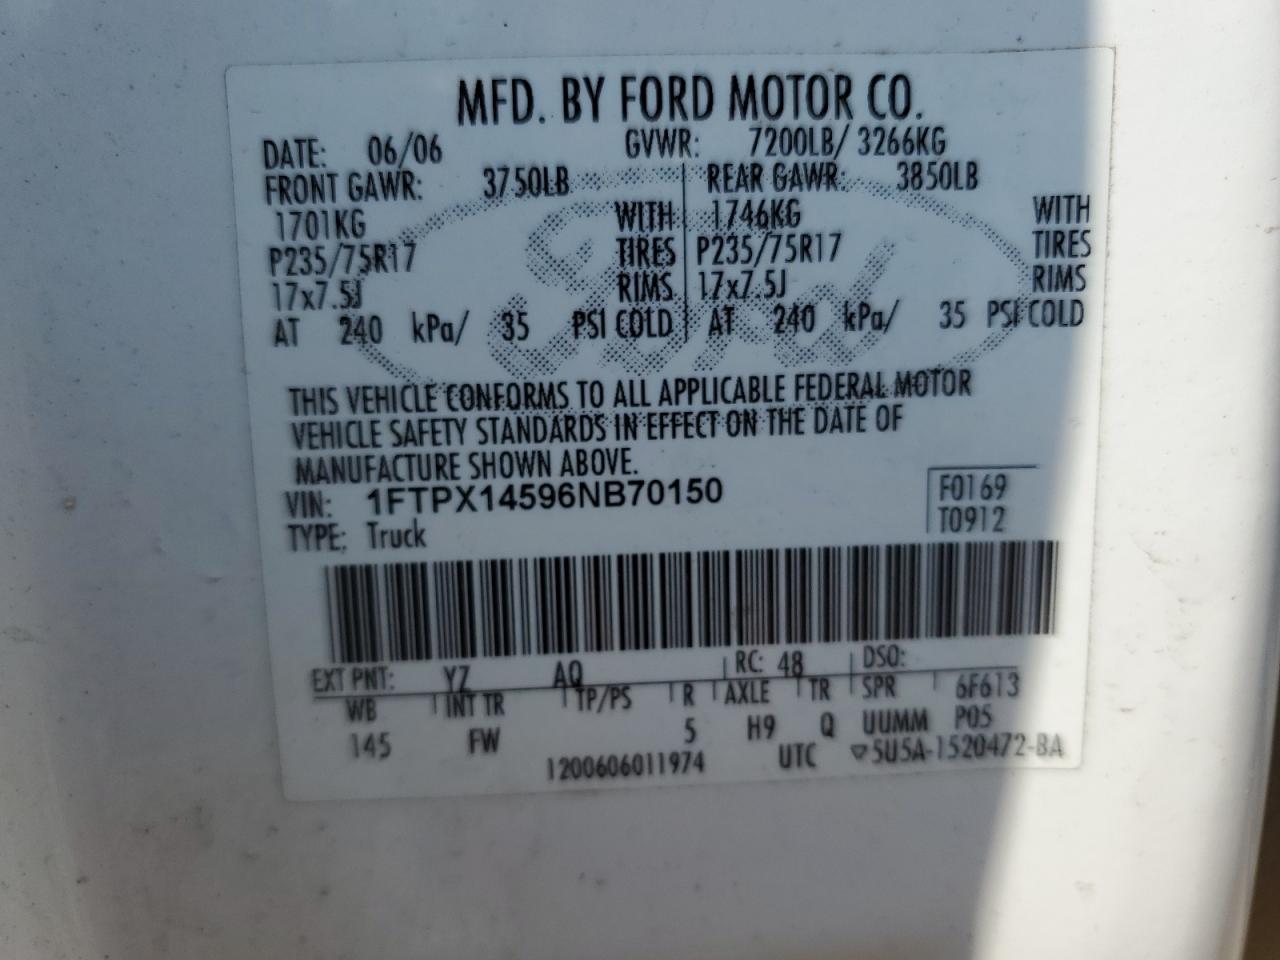 MFD. BY FORD MOTOR CO.
DATE: 06/06 GVWR: 7200LB/ 3266KG
FRONT GAWR: 3750LB REAR GAWR: 3850LB
1701KG WITH 1746KG WITH
P235/75R17 TIRES P235/75R17 TIRES
17x7.5J RIMS 17x7.5J RIMS
AT 240 kPa/ 35 PSI COLD AT 240 kPa/ 35 PSI COLD
Ford
THIS VEHICLE CONFORMS TO ALL APPLICABLE FEDERAL MOTOR
VEHICLE SAFETY STANDARDS IN EFFECT ON THE DATE OF
MANUFACTURE SHOWN ABOVE.
VIN: 1FTPX14596NB70150 F0169
TYPE: Truck T0912
EXT PNT: YZ AQ RC: 48 DSO:
WB INT TR TP/PS R AXLE TR SPR 6F613
145 FW 5 H9 Q UUMM P05
1200606011974 UTC ▽5U5A-1520472-BA